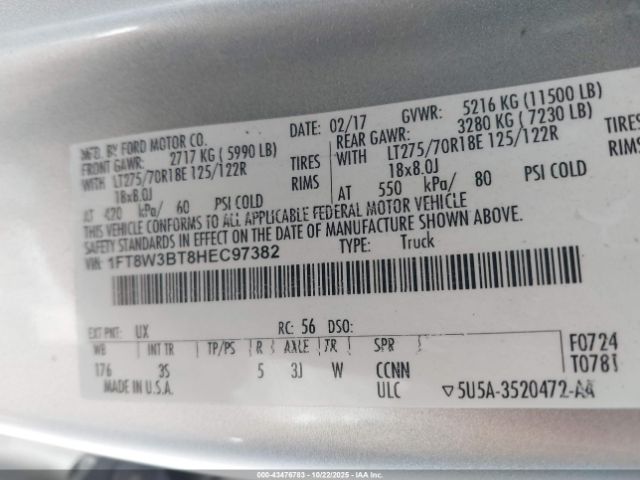 MFD. BY FORD MOTOR CO. DATE: 02/17 GVWR: 5216 KG (11500 LB)
FRONT GAWR: 2717 KG (5990 LB) REAR GAWR: 3280 KG (7230 LB)
WITH LT275/70R18E 125/122R TIRES WITH LT275/70R18E 125/122R TIRES
18x8.0J RIMS 18x8.0J RIMS
AT 420 kPa/ 60 PSI COLD AT 550 kPa/ 80 PSI COLD
THIS VEHICLE CONFORMS TO ALL APPLICABLE FEDERAL MOTOR VEHICLE
SAFETY STANDARDS IN EFFECT ON THE DATE OF MANUFACTURE SHOWN ABOVE.
VIN: 1FT8W3BT8HEC97382 TYPE: Truck
EXT PNT: UX RC: 56 DSO:
WB INT TR TP/PS R AXLE TR SPR F0724
176 3S 5 3J W CCNN T0781
MADE IN U.S.A. ULC ▽5U5A-3520472-AA
000-43476763 - 10/22/2025 - IAAI.COM